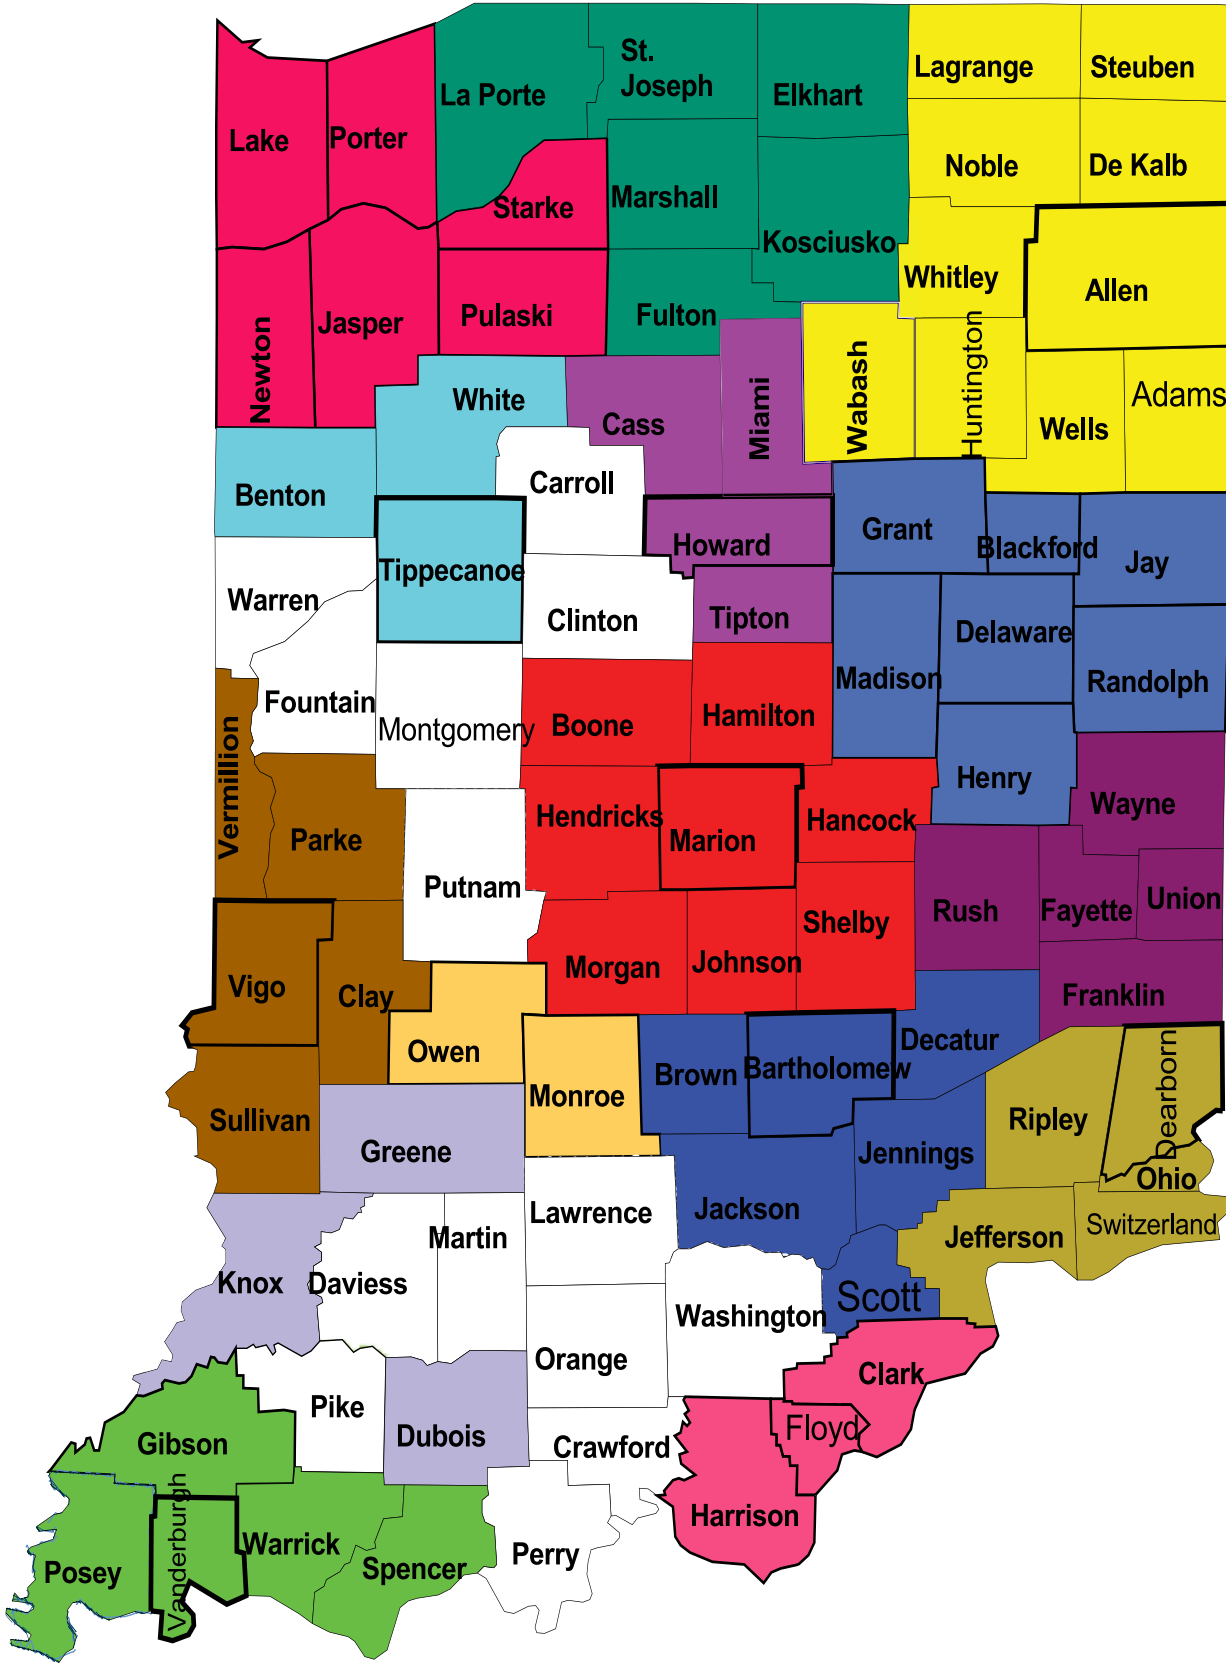 St.
Joseph
Lagrange
Steuben
La Porte
Elkhart
Lake
Porter
Noble
De Kalb
Starke
Marshall
Kosciusko
Whitley
Allen
Newton
Jasper
Pulaski
Fulton
White
Cass
Miami
Wabash
Huntington
Wells
Adams
Benton
Carroll
Tippecanoe
Howard
Grant
Blackford
Jay
Warren
Clinton
Tipton
Delaware
Madison
Randolph
Fountain
Montgomery
Boone
Hamilton
Vermillion
Parke
Hendricks
Marion
Hancock
Henry
Wayne
Putnam
Shelby
Rush
Fayette
Union
Vigo
Clay
Morgan
Johnson
Franklin
Owen
Monroe
Brown
Bartholomew
Decatur
Sullivan
Greene
Ripley
Dearborn
Jennings
Ohio
Lawrence
Jackson
Martin
Jefferson
Switzerland
Knox
Daviess
Washington
Scott
Orange
Clark
Pike
Gibson
Dubois
Crawford
Floyd
Harrison
Vanderburgh
Warrick
Posey
Spencer
Perry